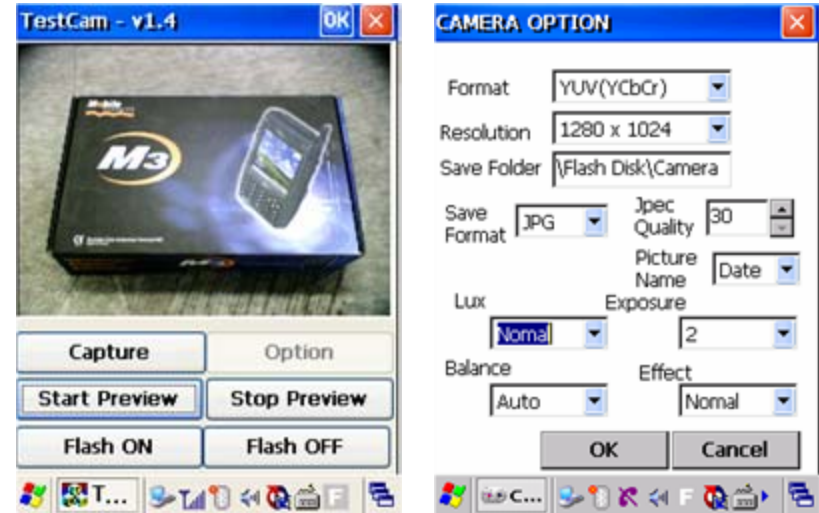 TestCam - v1.4 OK
Mobile
M3
M3
Capture Option
Start Preview Stop Preview
Flash ON Flash OFF
T... F
CAMERA OPTION
Format YUV(YCbCr)
Resolution 1280 x 1024
Save Folder \Flash Disk\Camera
Save Format JPG
Jpec Quality 30
Picture Name Date
Lux Exposure
Nomal 2
Balance Effect
Auto Nomal
OK Cancel
C... F